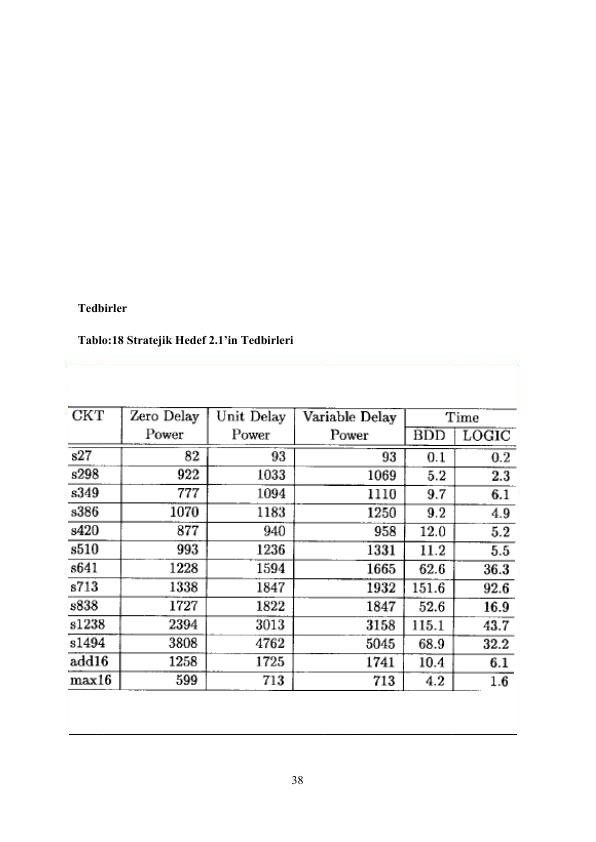 Tedbirler
Tablo:18 Stratejik Hedef 2.1’in Tedbirleri
CKT Zero Delay Unit Delay Variable Delay Time
Power Power Power BDD LOGIC
s27 82 93 93 0.1 0.2
s298 922 1033 1069 5.2 2.3
s349 777 1094 1110 9.7 6.1
s386 1070 1183 1250 9.2 4.9
s420 877 940 958 12.0 5.2
s510 993 1236 1331 11.2 5.5
s641 1228 1594 1665 62.6 36.3
s713 1338 1847 1932 151.6 92.6
s838 1727 1822 1847 52.6 16.9
s1238 2394 3013 3158 115.1 43.7
s1494 3808 4762 5045 68.9 32.2
add16 1258 1725 1741 10.4 6.1
max16 599 713 713 4.2 1.6
38